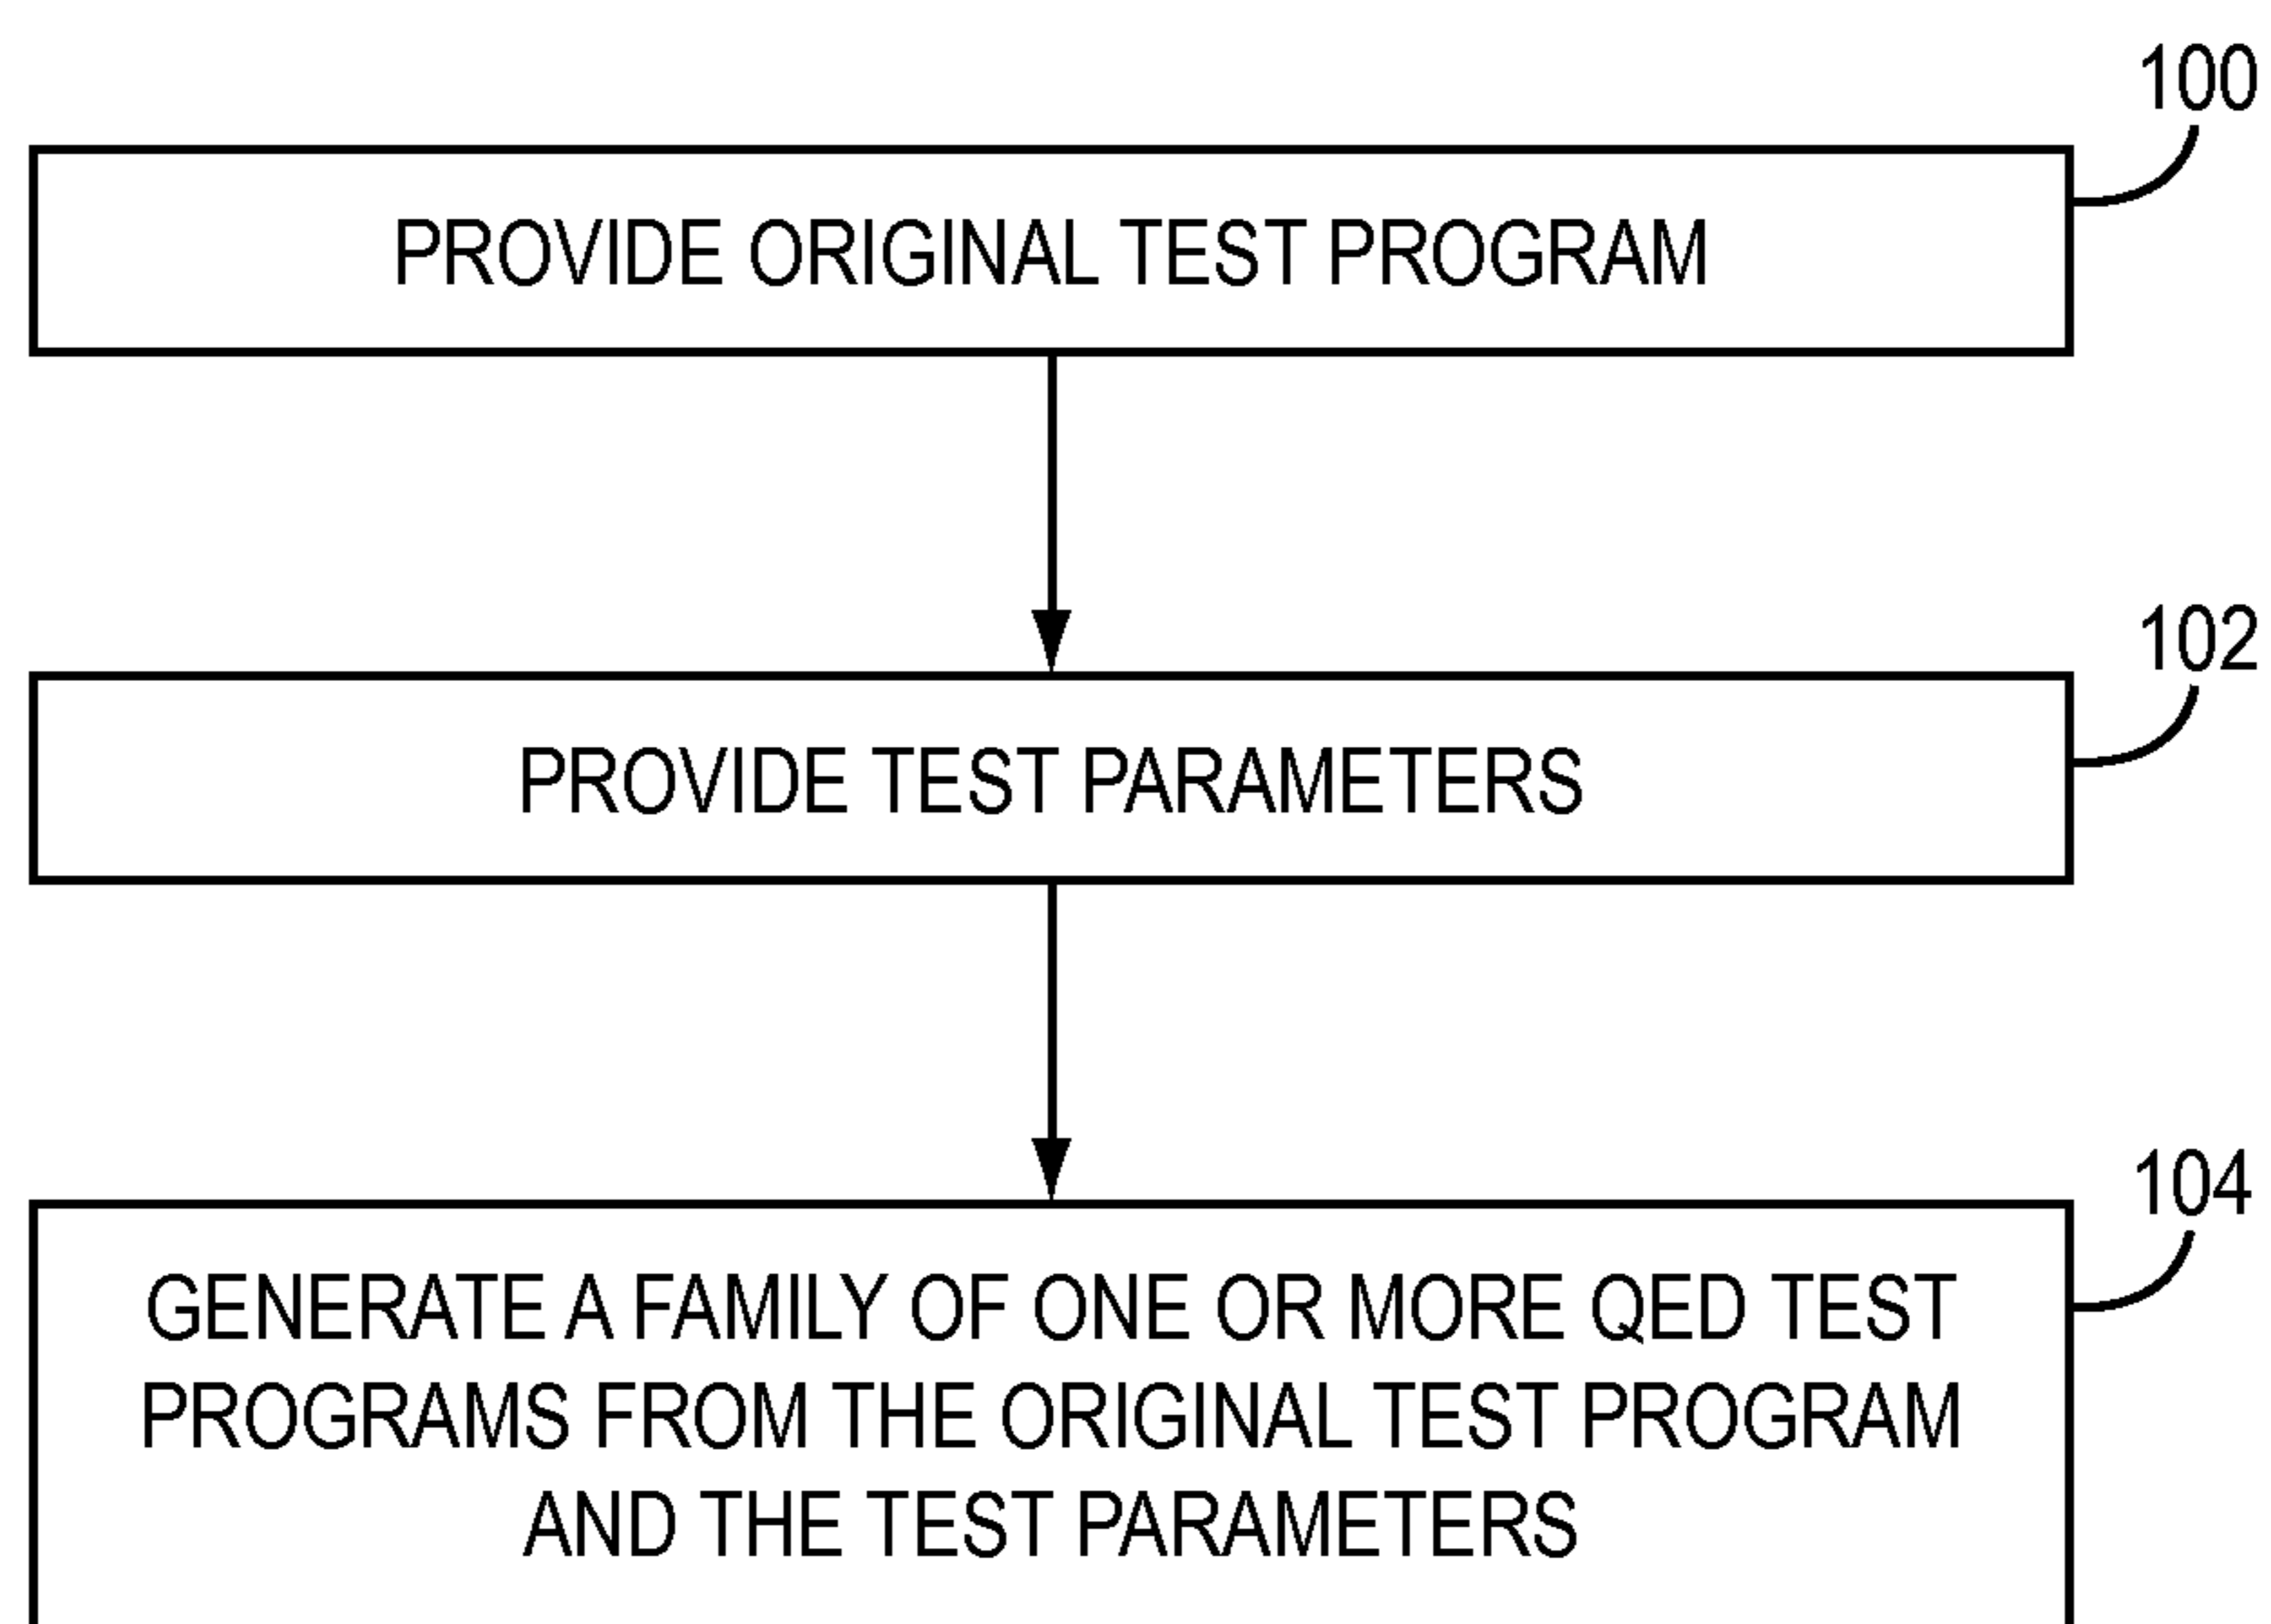 100
PROVIDE ORIGINAL TEST PROGRAM
102
PROVIDE TEST PARAMETERS
104
GENERATE A FAMILY OF ONE OR MORE QED TEST
PROGRAMS FROM THE ORIGINAL TEST PROGRAM
AND THE TEST PARAMETERS